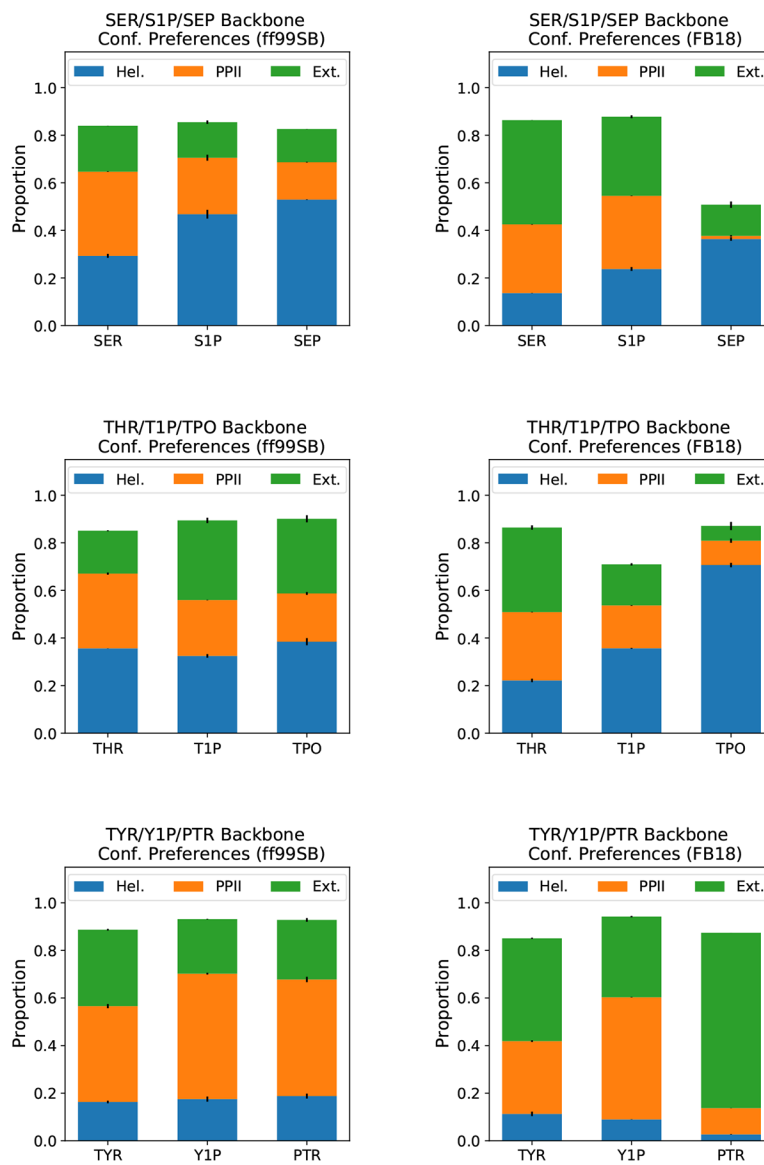 SER/S1P/SEP Backbone
Conf. Preferences (ff99SB)
Hel. PPII Ext.
1.0
0.8
0.6
0.4
0.2
0.0
Proportion
SER S1P SEP
SER/S1P/SEP Backbone
Conf. Preferences (FB18)
Hel. PPII Ext.
1.0
0.8
0.6
0.4
0.2
0.0
Proportion
SER S1P SEP
THR/T1P/TPO Backbone
Conf. Preferences (ff99SB)
Hel. PPII Ext.
1.0
0.8
0.6
0.4
0.2
0.0
Proportion
THR T1P TPO
THR/T1P/TPO Backbone
Conf. Preferences (FB18)
Hel. PPII Ext.
1.0
0.8
0.6
0.4
0.2
0.0
Proportion
THR T1P TPO
TYR/Y1P/PTR Backbone
Conf. Preferences (ff99SB)
Hel. PPII Ext.
1.0
0.8
0.6
0.4
0.2
0.0
Proportion
TYR Y1P PTR
TYR/Y1P/PTR Backbone
Conf. Preferences (FB18)
Hel. PPII Ext.
1.0
0.8
0.6
0.4
0.2
0.0
Proportion
TYR Y1P PTR